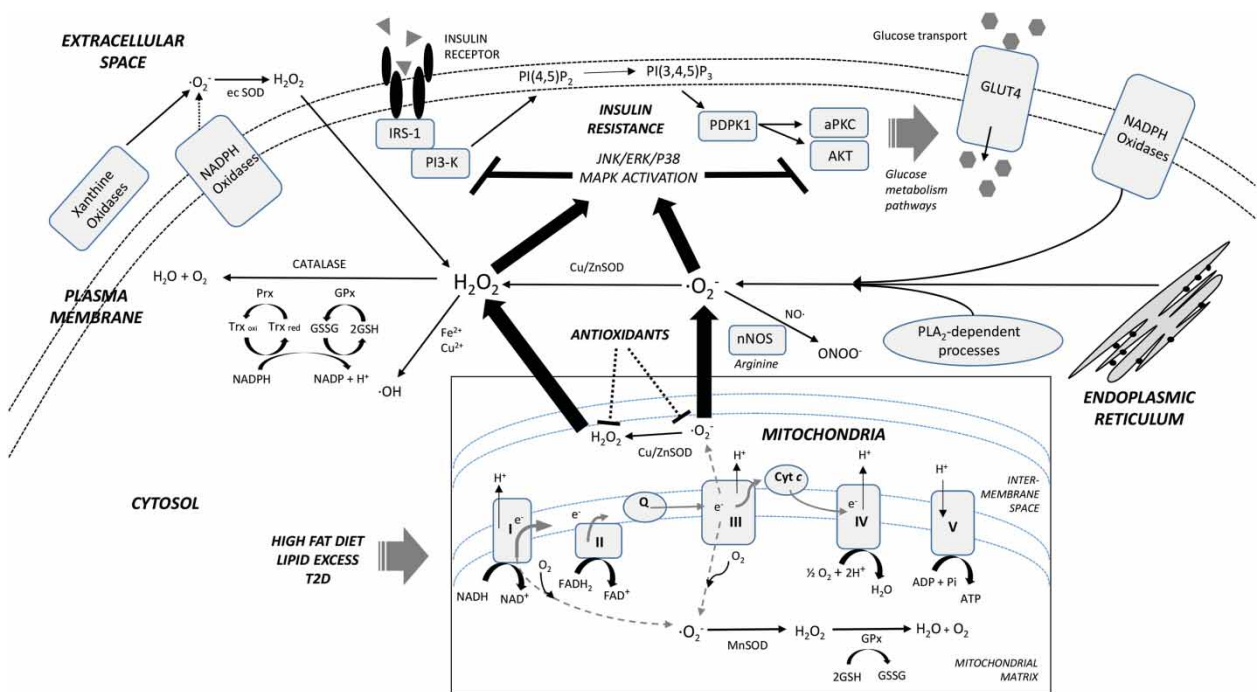 EXTRACELLULAR
SPACE
·O₂⁻
ec SOD
H₂O₂
Xanthine
Oxidases
NADPH
Oxidases
INSULIN
RECEPTOR
IRS-1
PI3-K
PI(4,5)P₂
PI(3,4,5)P₃
INSULIN
RESISTANCE
JNK/ERK/P38
MAPK ACTIVATION
PDPK1
aPKC
AKT
Glucose transport
GLUT4
Glucose
metabolism
pathways
NADPH
Oxidases
PLASMA
MEMBRANE
H₂O + O₂
CATALASE
H₂O₂
Cu/ZnSOD
·O₂⁻
Prx
GPx
Trx oxi
Trx red
GSSG
2GSH
NADPH
NADP + H⁺
Fe²⁺
Cu²⁺
·OH
ANTIOXIDANTS
NO·
nNOS
Arginine
ONOO⁻
PLA₂-dependent
processes
ENDOPLASMIC
RETICULUM
CYTOSOL
HIGH FAT DIET
LIPID EXCESS
T2D
MITOCHONDRIA
H₂O₂
Cu/ZnSOD
·O₂⁻
INTER-
MEMBRANE
SPACE
H⁺
I
e⁻
NADH
NAD⁺
O₂
e⁻
II
FADH₂
FAD⁺
Q
H⁺
e⁻
III
O₂
Cyt c
H⁺
e⁻
IV
½ O₂ + 2H⁺
H₂O
H⁺
V
ADP + Pi
ATP
·O₂⁻
MnSOD
H₂O₂
GPx
H₂O + O₂
2GSH
GSSG
MITOCHONDRIAL
MATRIX